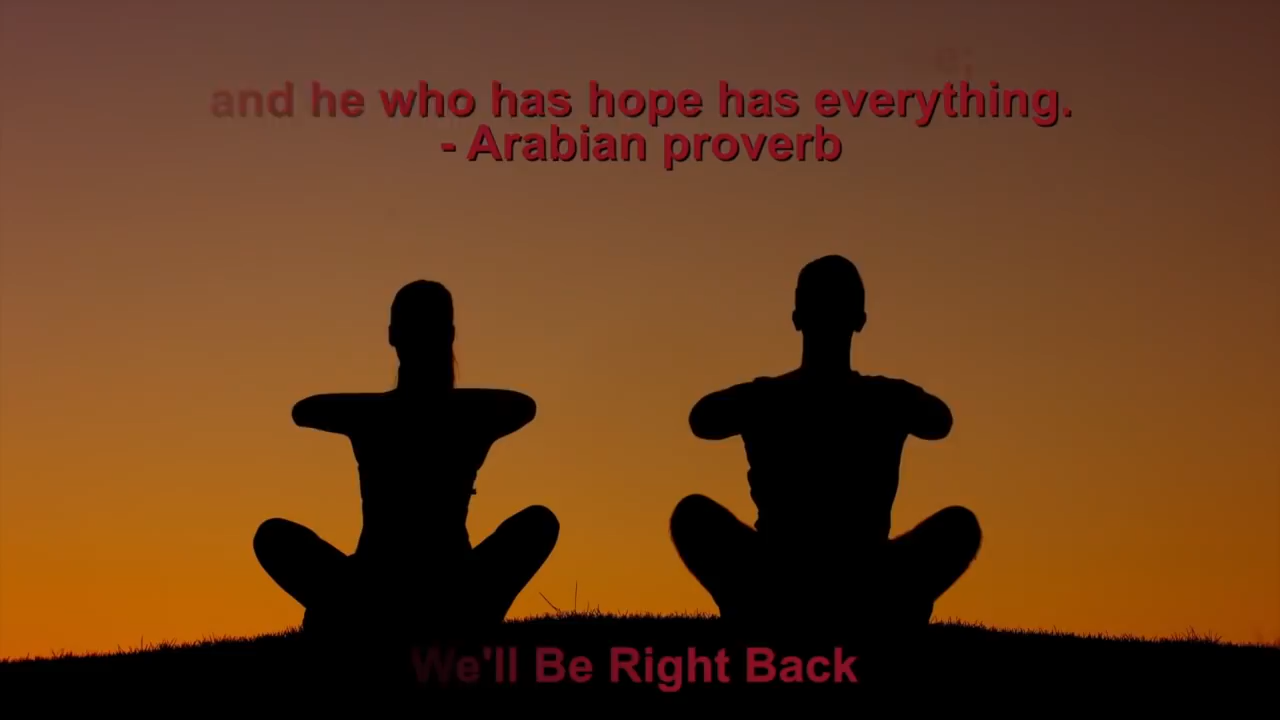 and he who has hope has everything.
- Arabian proverb
We'll Be Right Back